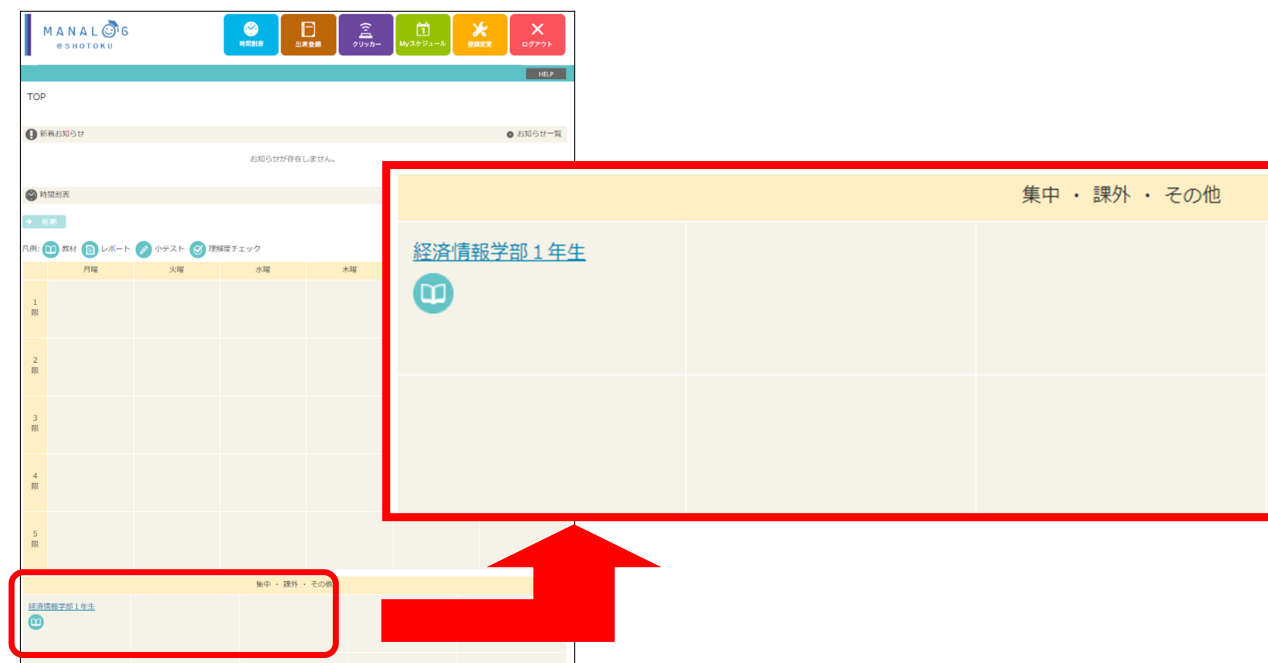 MANALOG
@SHOTOKU
時間割表
出席登録
クリッカー
Myスケジュール
登録変更
ログアウト
HELP
TOP
新着お知らせ
お知らせ一覧
お知らせが存在しません。
時間割表
凡例: 教材 レポート 小テスト 理解度チェック
月曜 火曜 水曜 木曜
1
限
2
限
3
限
4
限
5
限
集中 ・ 課外 ・ その他
経済情報学部１年生
集中 ・ 課外 ・ その他
経済情報学部１年生